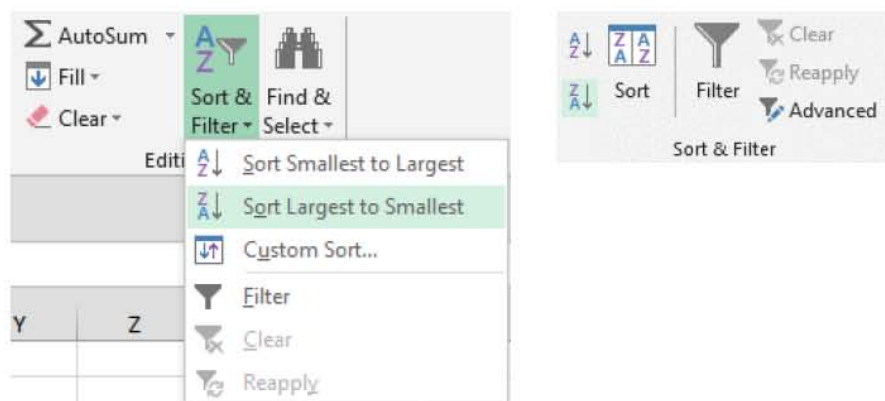 AutoSum
Fill
Clear
Sort &
Filter
Find &
Select
Editi
Sort Smallest to Largest
Sort Largest to Smallest
Custom Sort...
Filter
Clear
Reapply
Y Z
Sort
Filter
Clear
Reapply
Advanced
Sort & Filter